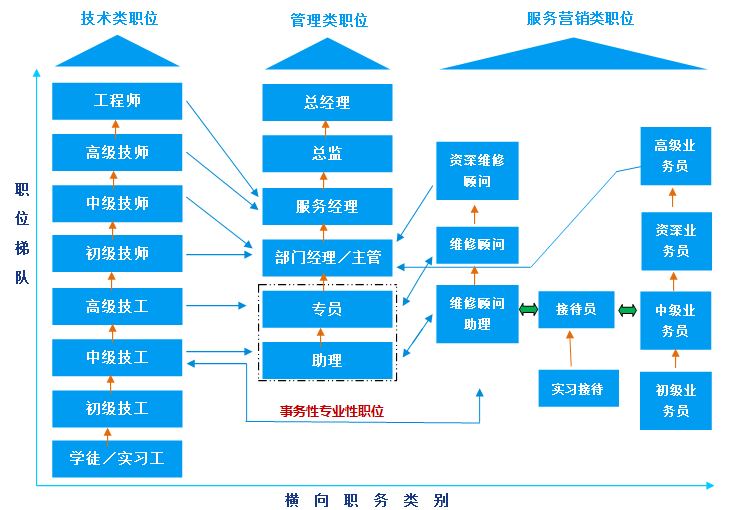 技术类职位
管理类职位
服务营销类职位
工程师
高级技师
中级技师
初级技师
高级技工
中级技工
初级技工
学徒／实习工
总经理
总监
服务经理
部门经理／主管
专员
助理
事务性专业性职位
资深维修
顾问
维修顾问
维修顾问
助理
接待员
实习接待
高级业
务员
资深业
务员
中级业
务员
初级业
务员
职
位
梯
队
横向职务类别